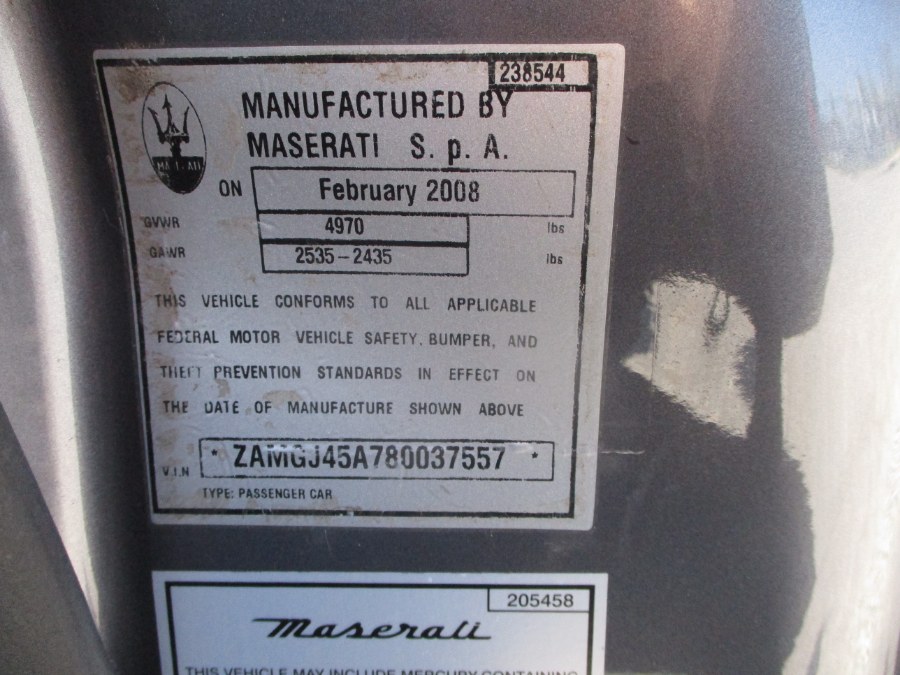 238544
MANUFACTURED BY
MASERATI S. p. A.
ON February 2008
GVWR 4970 lbs
GAWR 2535-2435 lbs
THIS VEHICLE CONFORMS TO ALL APPLICABLE
FEDERAL MOTOR VEHICLE SAFETY, BUMPER, AND
THEFT PREVENTION STANDARDS IN EFFECT ON
THE DATE OF MANUFACTURE SHOWN ABOVE
V.I.N * ZAMGJ45A780037557 *
TYPE: PASSENGER CAR
205458
Maserati
THIS VEHICLE MAY INCLUDE MERCURY CONTAINING